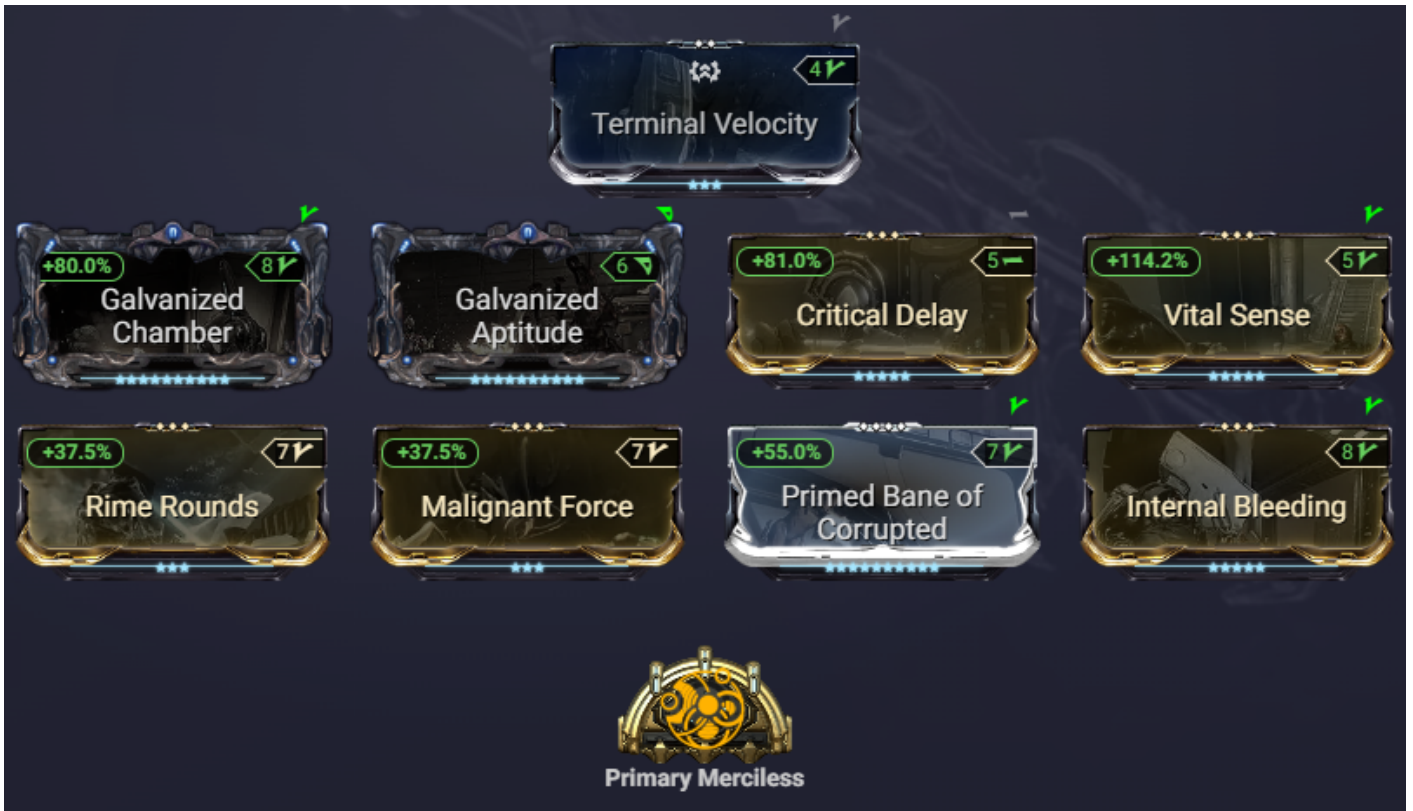 4
Terminal Velocity
+80.0%
8
Galvanized
Chamber
6
Galvanized
Aptitude
+81.0%
5
Critical Delay
+114.2%
5
Vital Sense
+37.5%
7
Rime Rounds
+37.5%
7
Malignant Force
+55.0%
7
Primed Bane of
Corrupted
8
Internal Bleeding
Primary Merciless